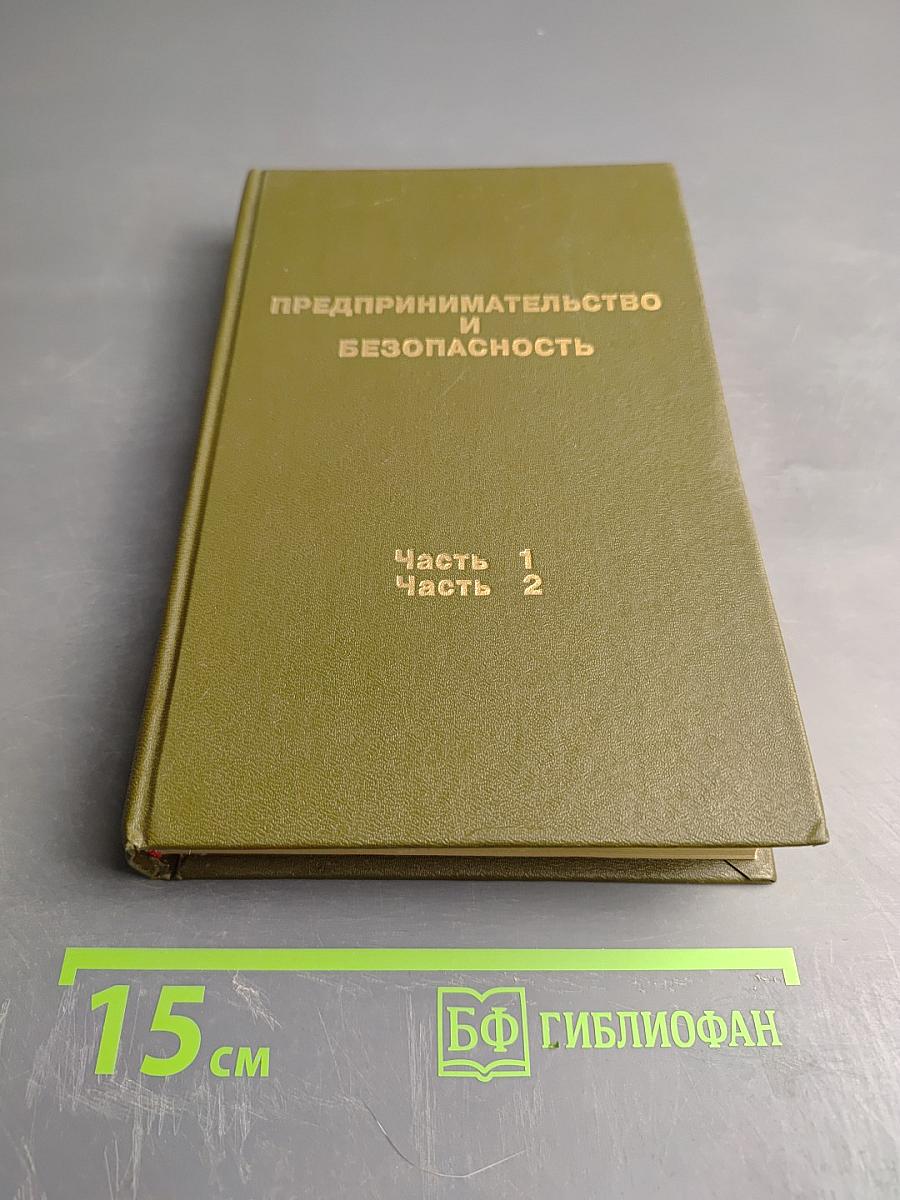 ПРЕДПРИНИМАТЕЛЬСТВО
И
БЕЗОПАСНОСТЬ
Часть 1
Часть 2
15 см
БФ ГИБЛИОФАН